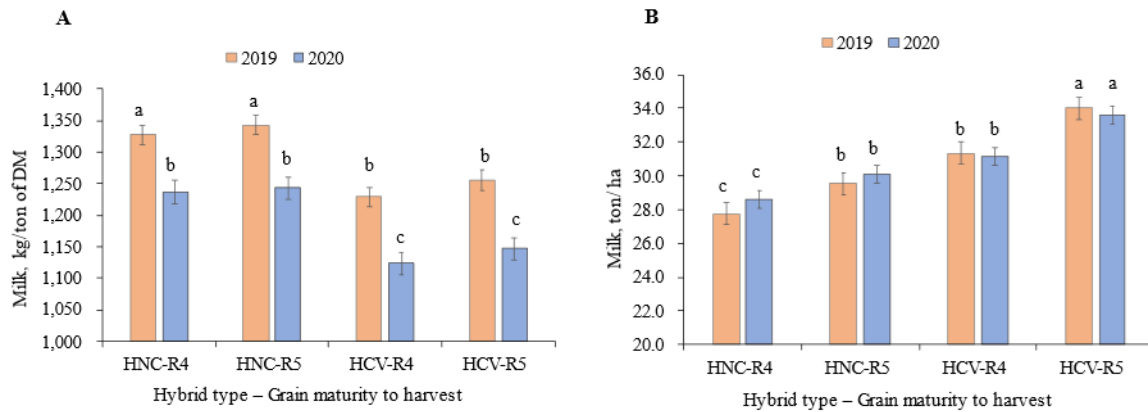 A
2019 2020
1,400
1,350
1,300
1,250
1,200
1,150
1,100
1,050
1,000
Milk, kg/ton of DM
a
b
a
b
b
c
b
c
HNC-R4 HNC-R5 HCV-R4 HCV-R5
Hybrid type – Grain maturity to harvest
B
2019 2020
36.0
34.0
32.0
30.0
28.0
26.0
24.0
22.0
20.0
Milk, ton/ ha
c
c
b
b
b
b
a
a
HNC-R4 HNC-R5 HCV-R4 HCV-R5
Hybrid type – Grain maturity to harvest